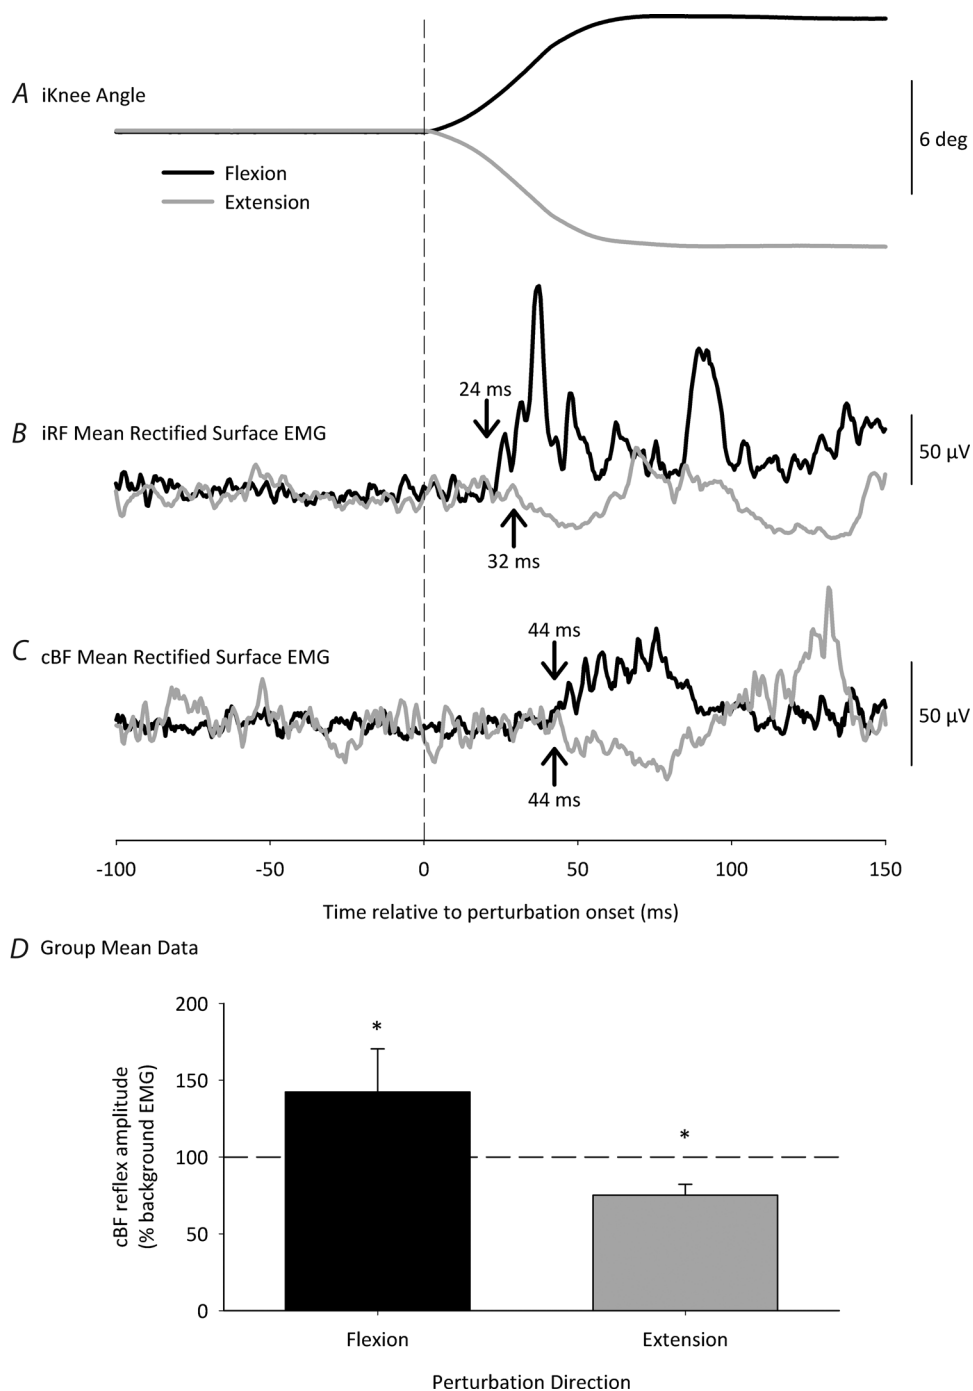 A iKnee Angle
6 deg
Flexion
Extension
24 ms
B iRF Mean Rectified Surface EMG
50 µV
32 ms
44 ms
C cBF Mean Rectified Surface EMG
50 µV
44 ms
-100 -50 0 50 100 150
Time relative to perturbation onset (ms)
D Group Mean Data
200
*
150
*
100
50
0
cBF reflex amplitude
(% background EMG)
Flexion Extension
Perturbation Direction